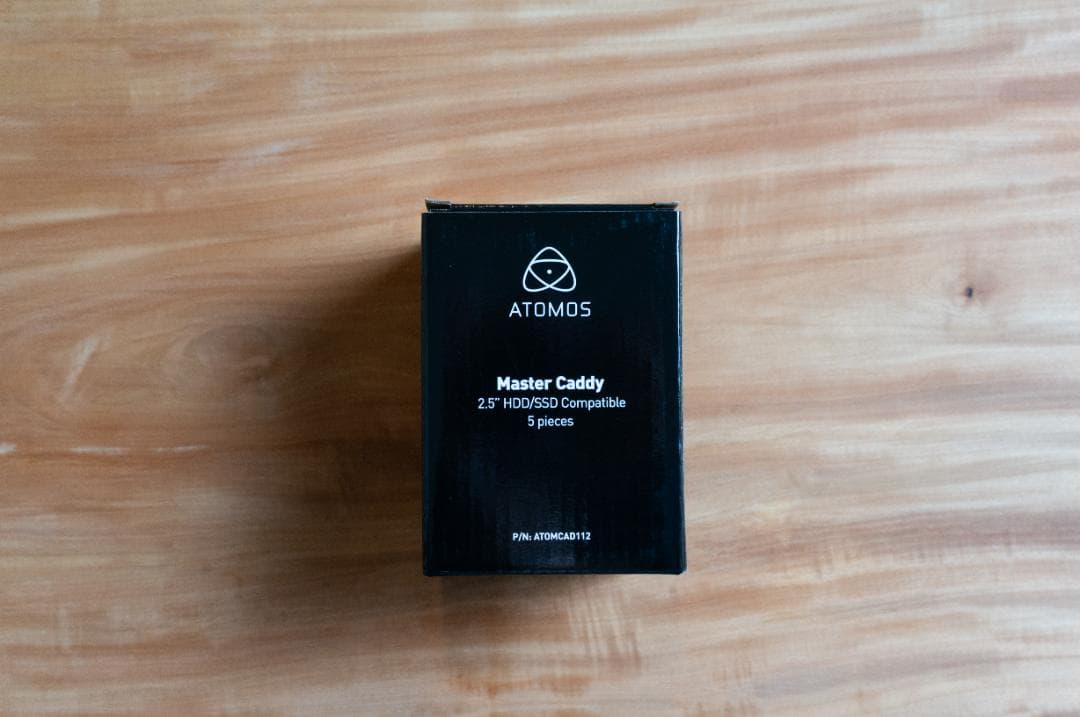 ATOMOS
Master Caddy
2.5” HDD/SSD Compatible
5 pieces
P/N: ATOMCAD112